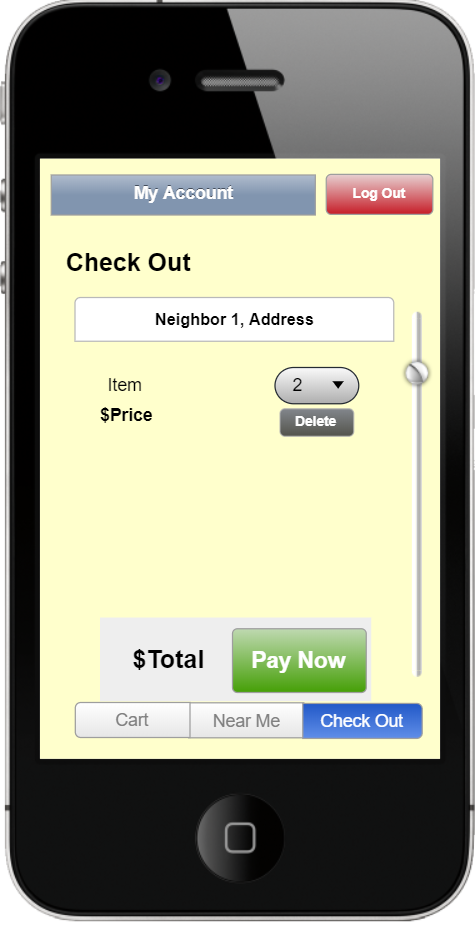 My Account
Log Out
Check Out
Neighbor 1, Address
Item
2
$Price
Delete
$Total
Pay Now
Cart
Near Me
Check Out